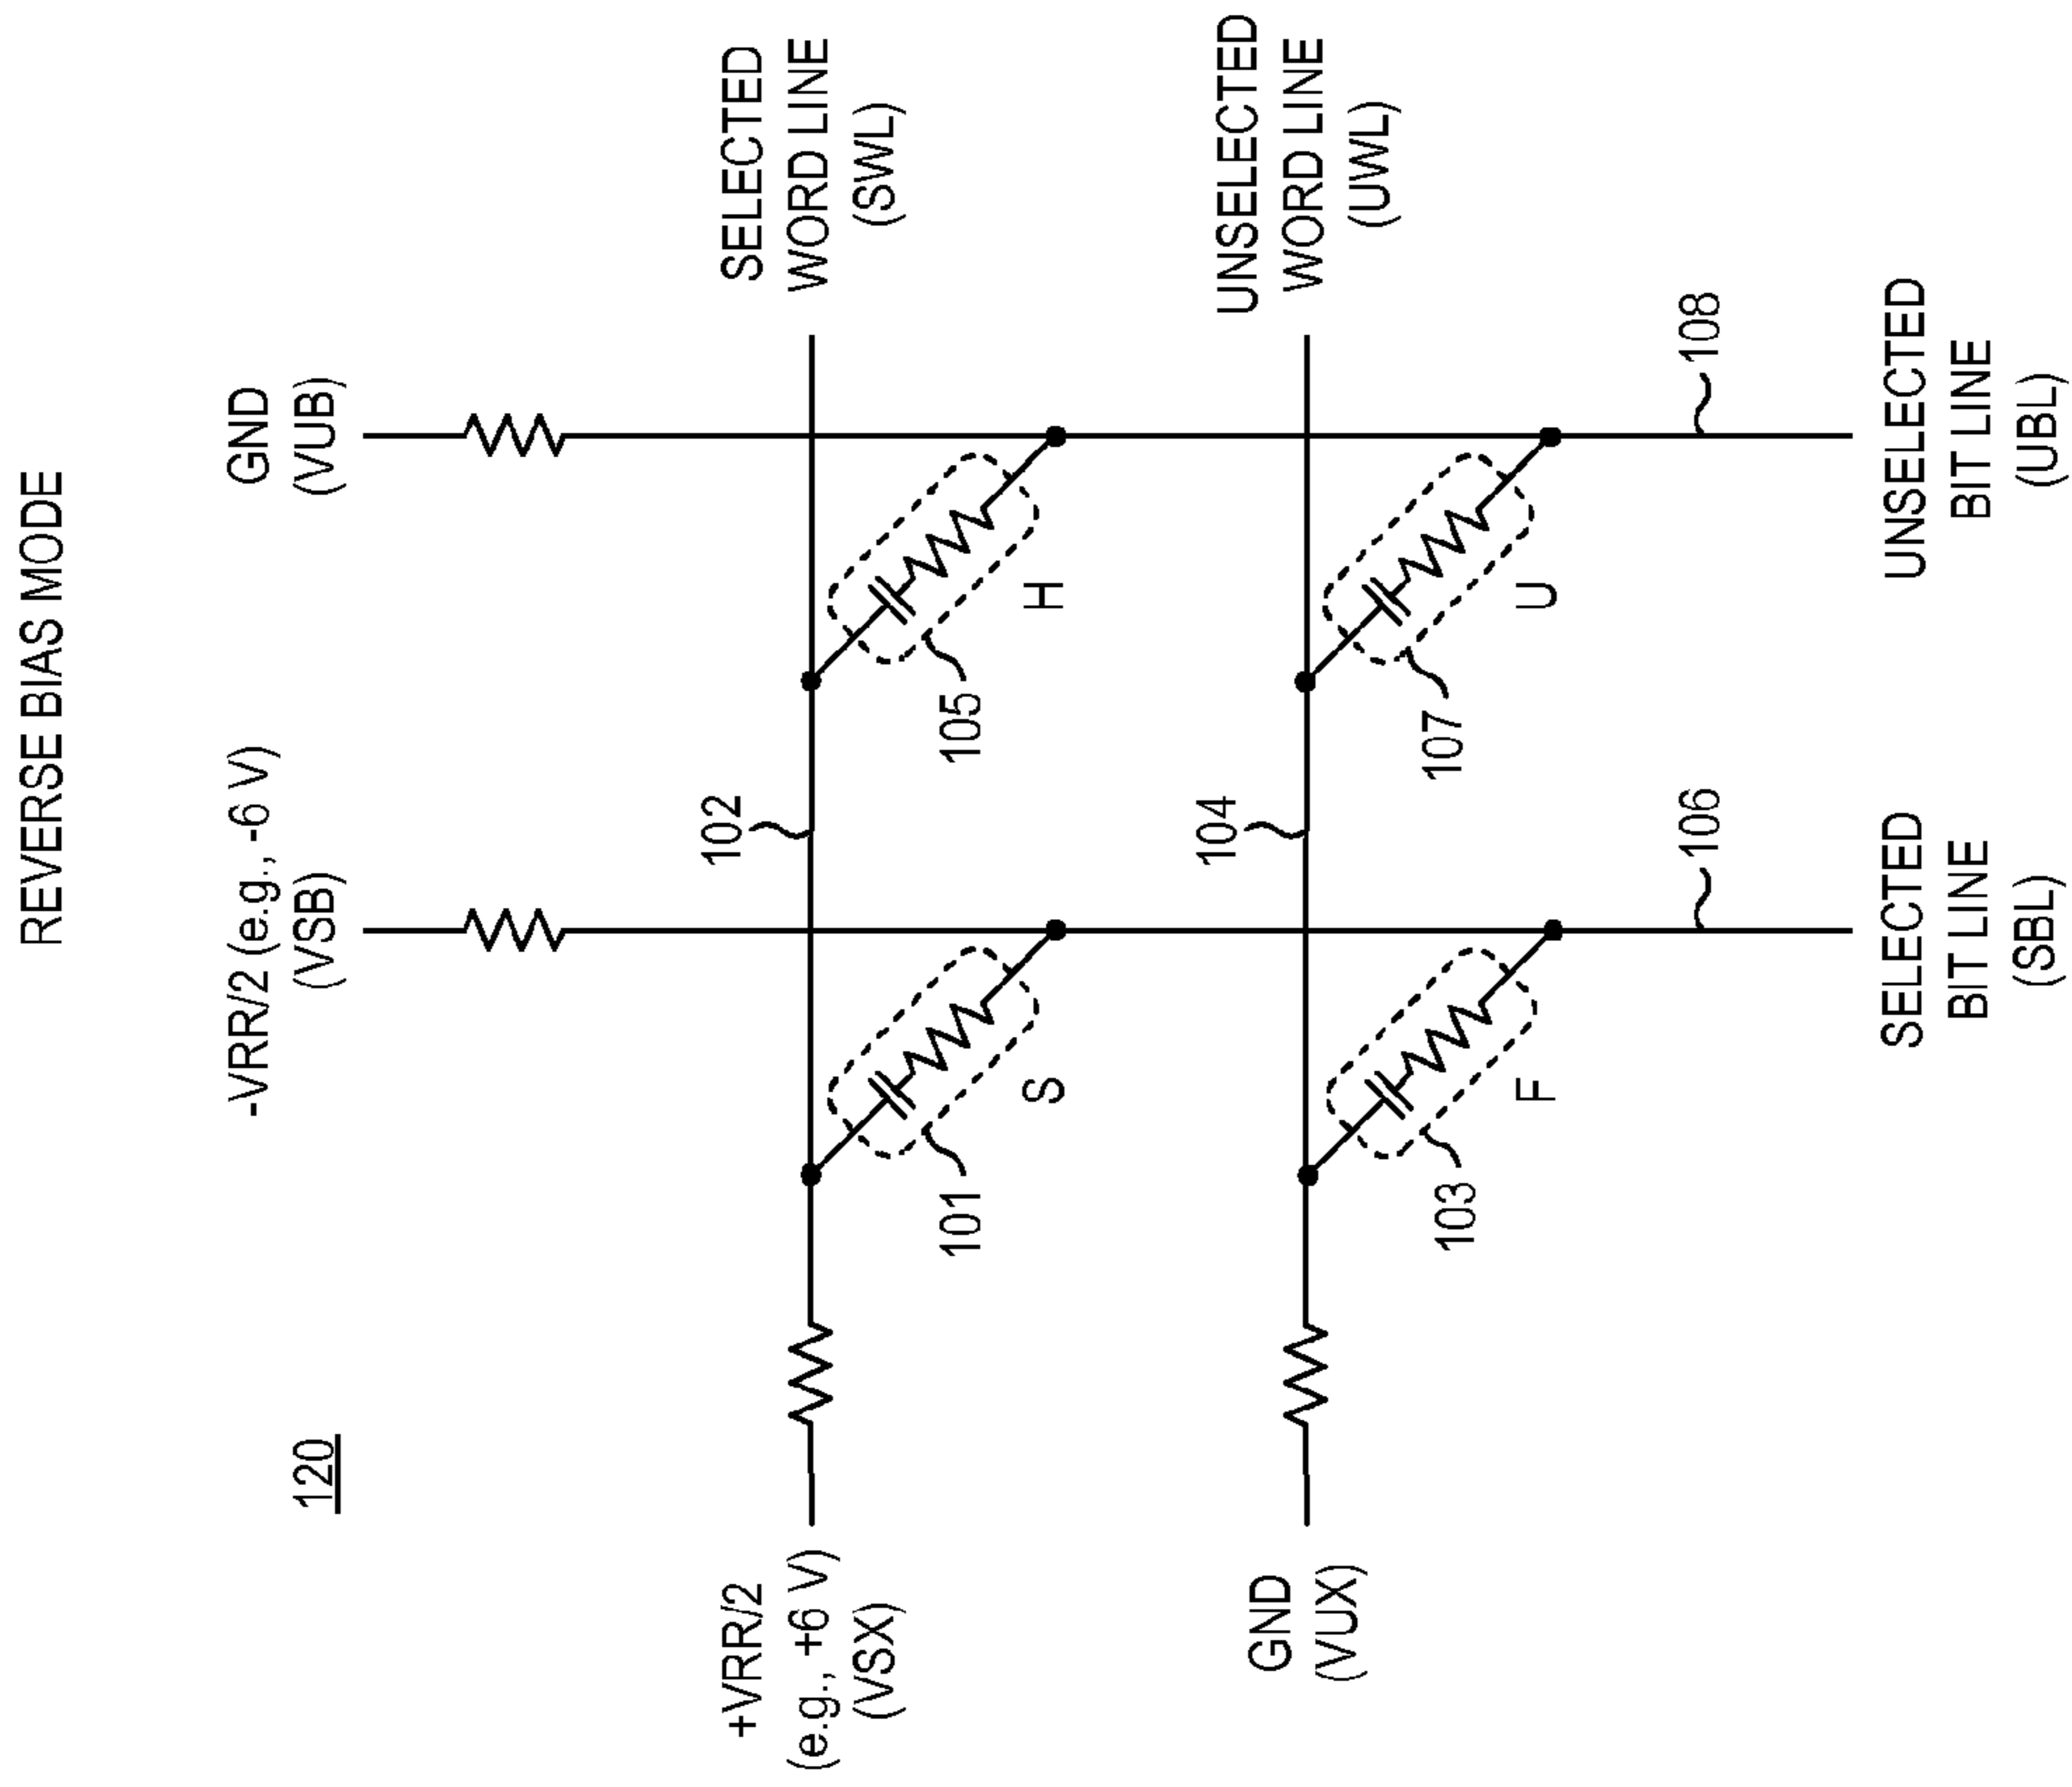 REVERSE BIAS MODE
120
-VRR/2 (e.g., -6 V)
(VSB)
GND
(VUB)
+VRR/2
(e.g., +6 V)
(VSX)
102
SELECTED
WORD LINE
(SWL)
101
S
105
H
GND
(VUX)
104
UNSELECTED
WORD LINE
(UWL)
103
F
107
U
106
108
SELECTED
BIT LINE
(SBL)
UNSELECTED
BIT LINE
(UBL)